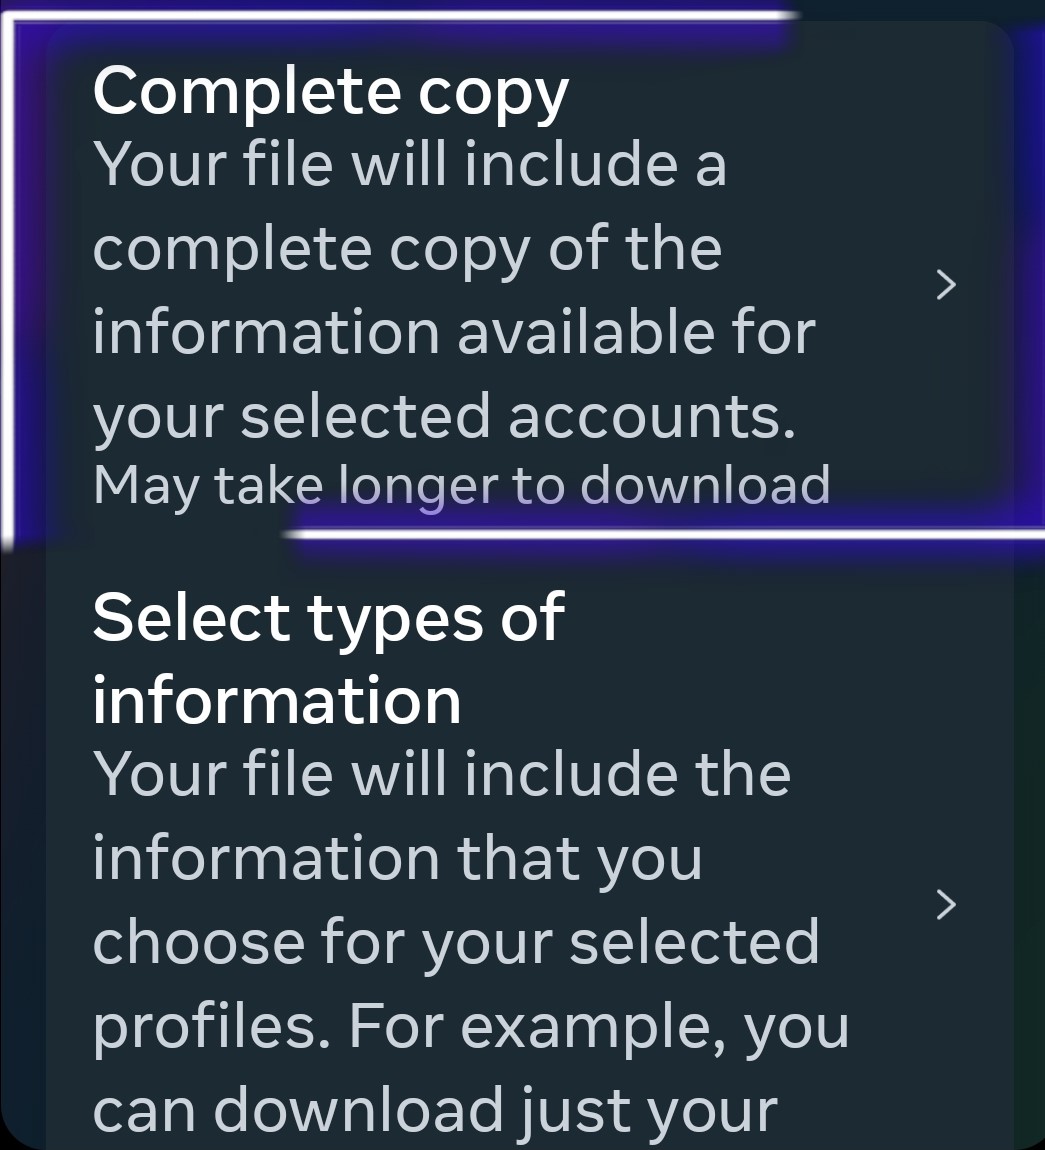 Complete copy
Your file will include a
complete copy of the
information available for
your selected accounts.
May take longer to download
Select types of
information
Your file will include the
information that you
choose for your selected
profiles. For example, you
can download just your